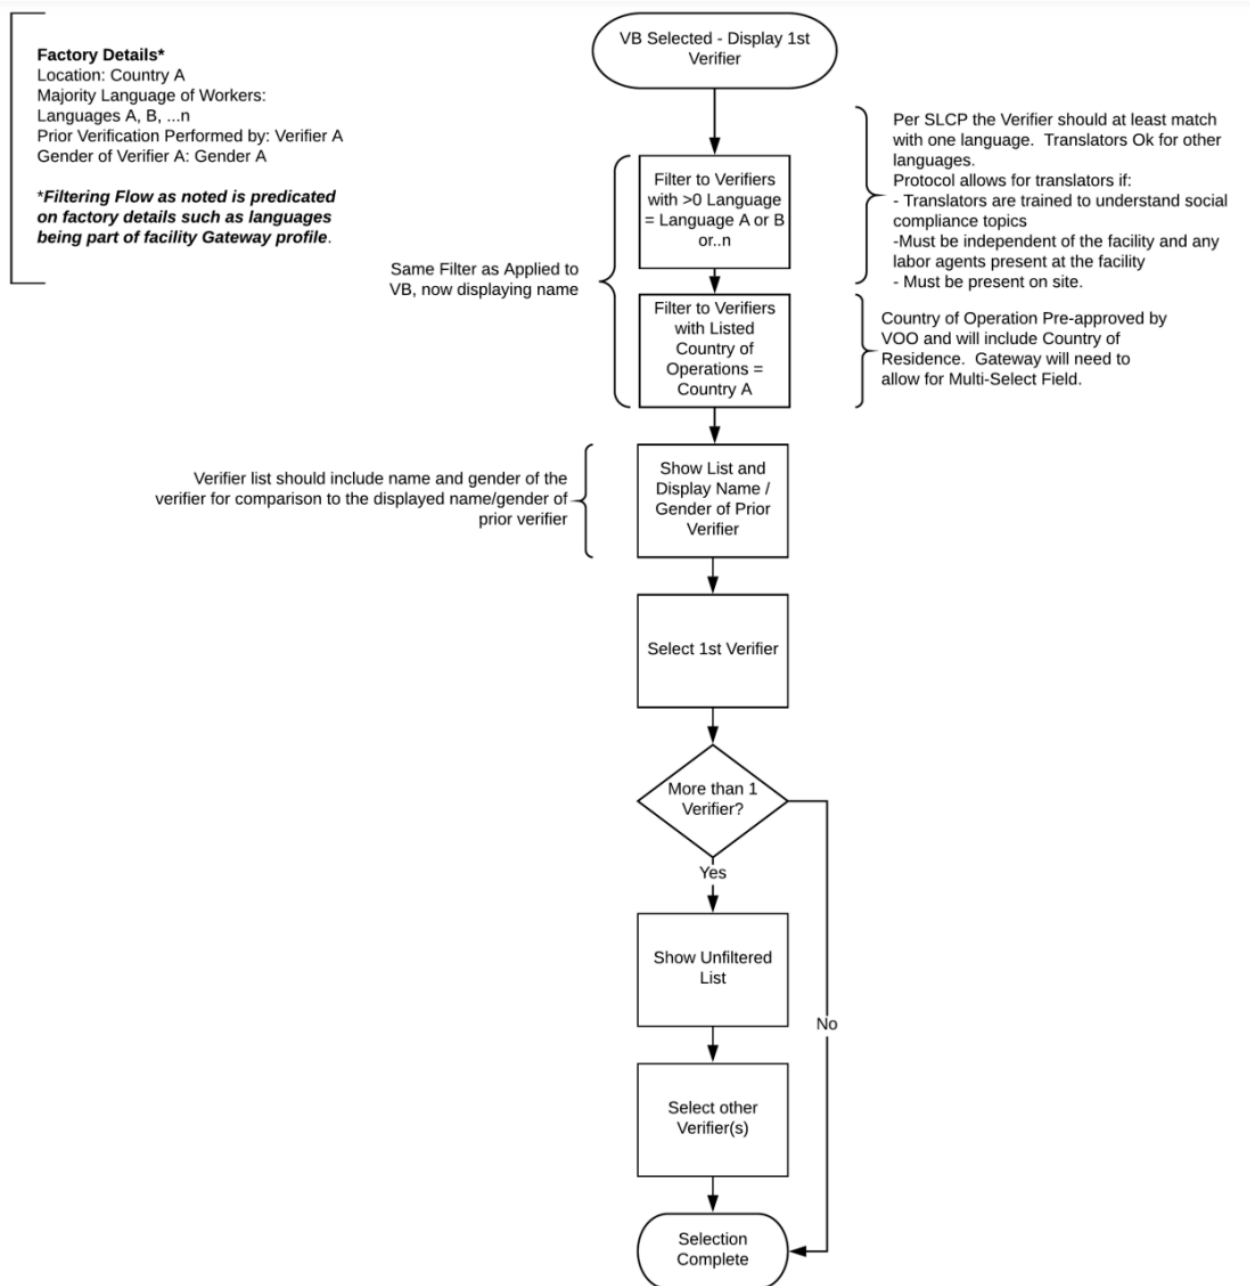 Factory Details*
Location: Country A
Majority Language of Workers:
Languages A, B, ...n
Prior Verification Performed by: Verifier A
Gender of Verifier A: Gender A
*Filtering Flow as noted is predicated
on factory details such as languages
being part of facility Gateway profile.
VB Selected - Display 1st
Verifier
Per SLCP the Verifier should at least match
with one language.  Translators Ok for other
languages.
Protocol allows for translators if:
- Translators are trained to understand social
compliance topics
-Must be independent of the facility and any
labor agents present at the facility
- Must be present on site.
Filter to Verifiers
with >0 Language
= Language A or B
or..n
Same Filter as Applied to
VB, now displaying name
Filter to Verifiers
with Listed
Country of
Operations =
Country A
Country of Operation Pre-approved by
VOO and will include Country of
Residence.  Gateway will need to
allow for Multi-Select Field.
Verifier list should include name and gender of the
verifier for comparison to the displayed name/gender of
prior verifier
Show List and
Display Name /
Gender of Prior
Verifier
Select 1st Verifier
More than 1
Verifier?
Yes
Show Unfiltered
List
No
Select other
Verifier(s)
Selection
Complete